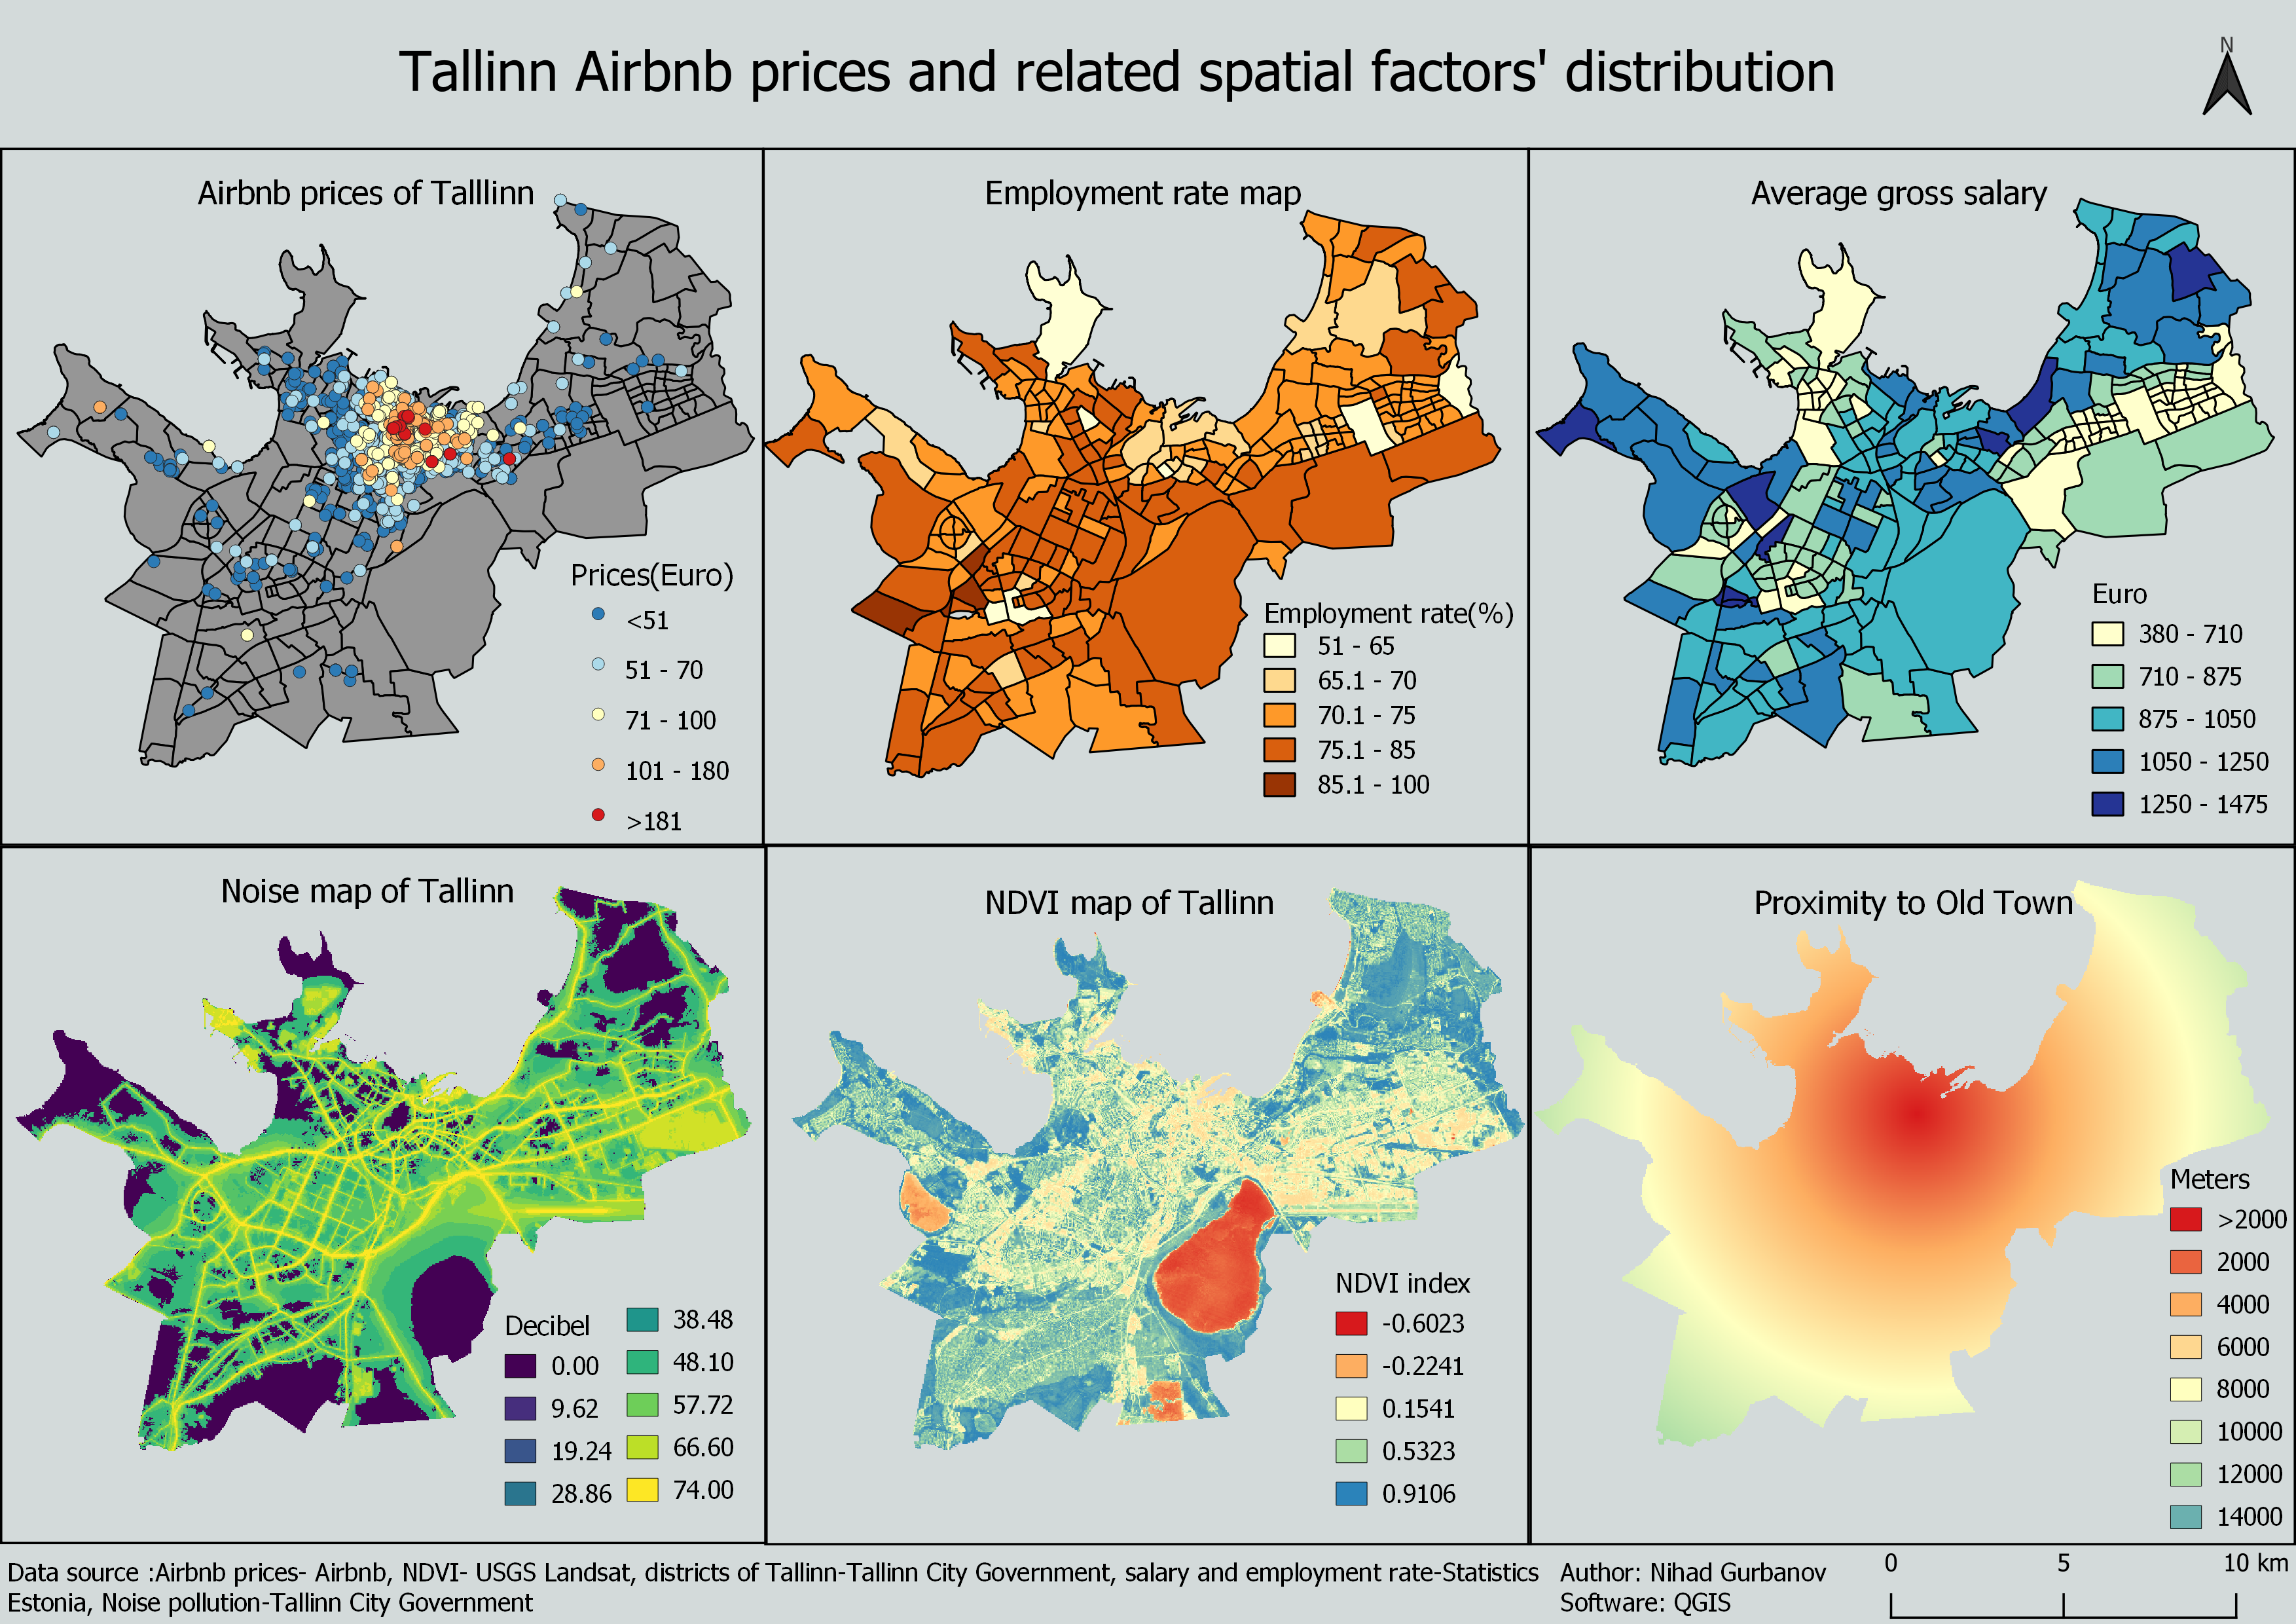 Tallinn Airbnb prices and related spatial factors' distribution
N
Airbnb prices of Talllinn
Prices(Euro)
<51
51 - 70
71 - 100
101 - 180
>181
Employment rate map
Employment rate(%)
51 - 65
65.1 - 70
70.1 - 75
75.1 - 85
85.1 - 100
Average gross salary
Euro
380 - 710
710 - 875
875 - 1050
1050 - 1250
1250 - 1475
Noise map of Tallinn
Decibel
0.00
9.62
19.24
28.86
38.48
48.10
57.72
66.60
74.00
NDVI map of Tallinn
NDVI index
-0.6023
-0.2241
0.1541
0.5323
0.9106
Proximity to Old Town
Meters
>2000
2000
4000
6000
8000
10000
12000
14000
Data source :Airbnb prices- Airbnb, NDVI- USGS Landsat, districts of Tallinn-Tallinn City Government, salary and employment rate-Statistics
Estonia, Noise pollution-Tallinn City Government
Author: Nihad Gurbanov
Software: QGIS
0 5 10 km